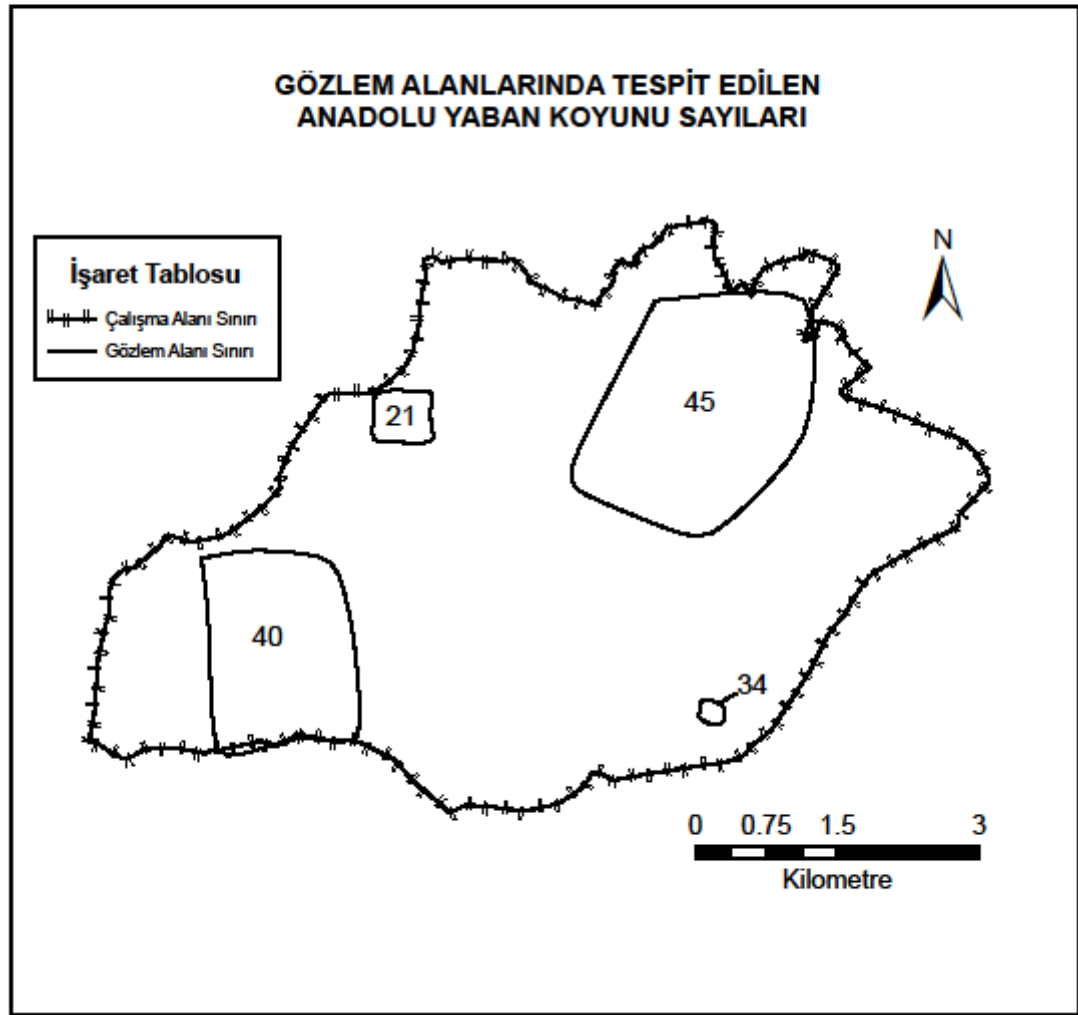 GÖZLEM ALANLARINDA TESPİT EDİLEN
ANADOLU YABAN KOYUNU SAYILARI
N
İşaret Tablosu
Çalışma Alanı Sınırı
Gözlem Alanı Sınırı
45
21
40
34
0 0.75 1.5 3
Kilometre